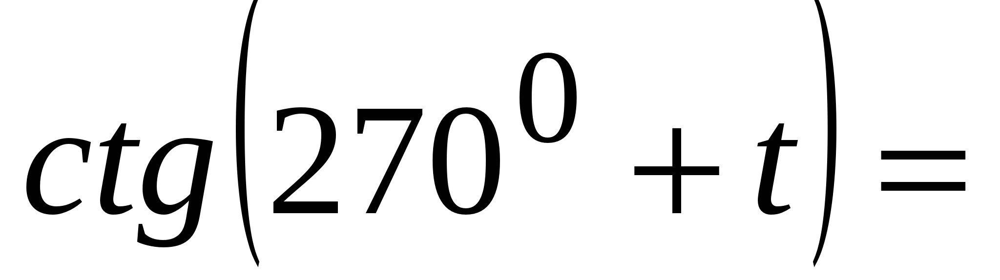 ctg(270⁰ + t) =